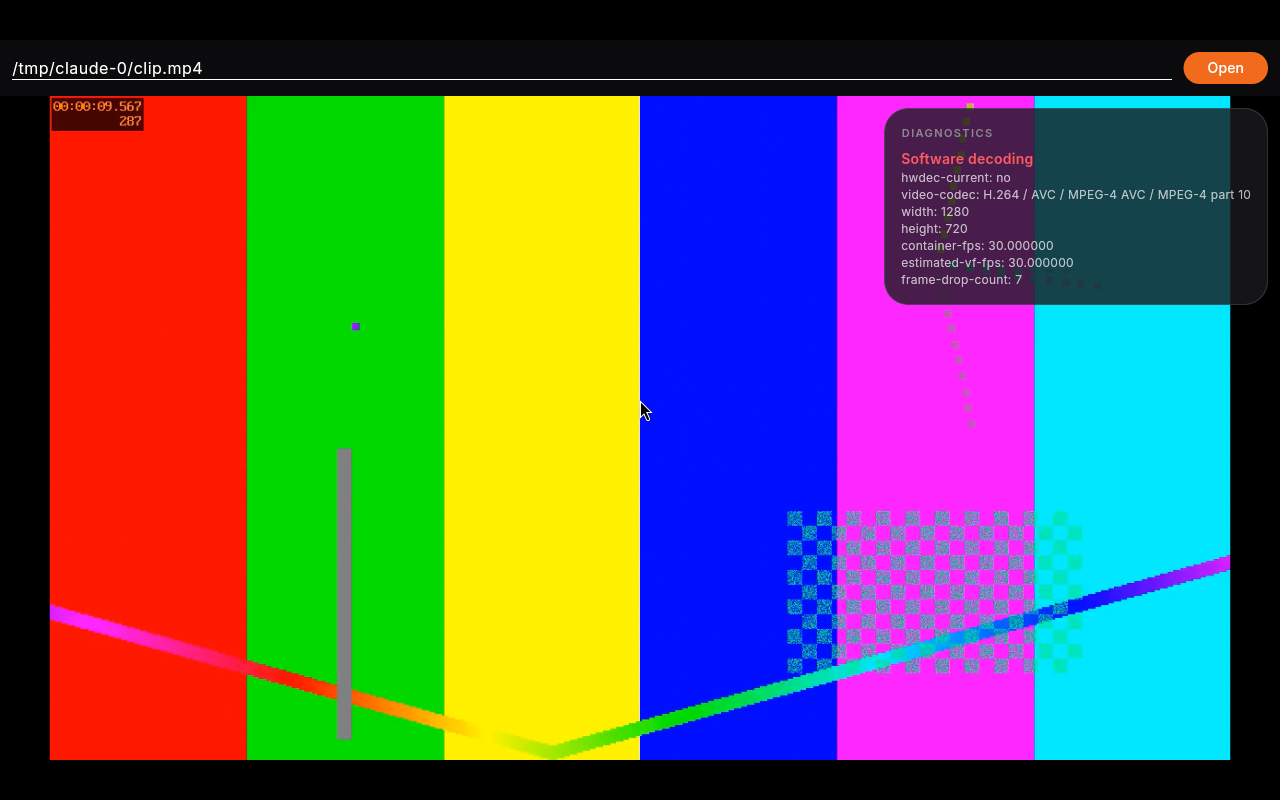 /tmp/claude-0/clip.mp4
Open
00:00:09.567
287
DIAGNOSTICS
Software decoding
hwdec-current: no
video-codec: H.264 / AVC / MPEG-4 AVC / MPEG-4 part 10
width: 1280
height: 720
container-fps: 30.000000
estimated-vf-fps: 30.000000
frame-drop-count: 7